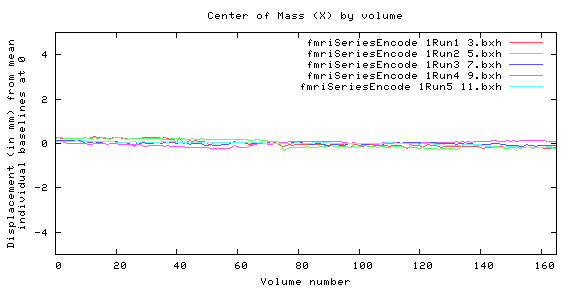 Center of Mass (X) by volume
fmriSeriesEncode 1Run1 3.bxh
fmriSeriesEncode 1Run2 5.bxh
fmriSeriesEncode 1Run3 7.bxh
fmriSeriesEncode 1Run4 9.bxh
fmriSeriesEncode 1Run5 11.bxh
Displacement (in mm) from mean
individual baselines at 0
4
2
0
-2
-4
0 20 40 60 80 100 120 140 160
Volume number